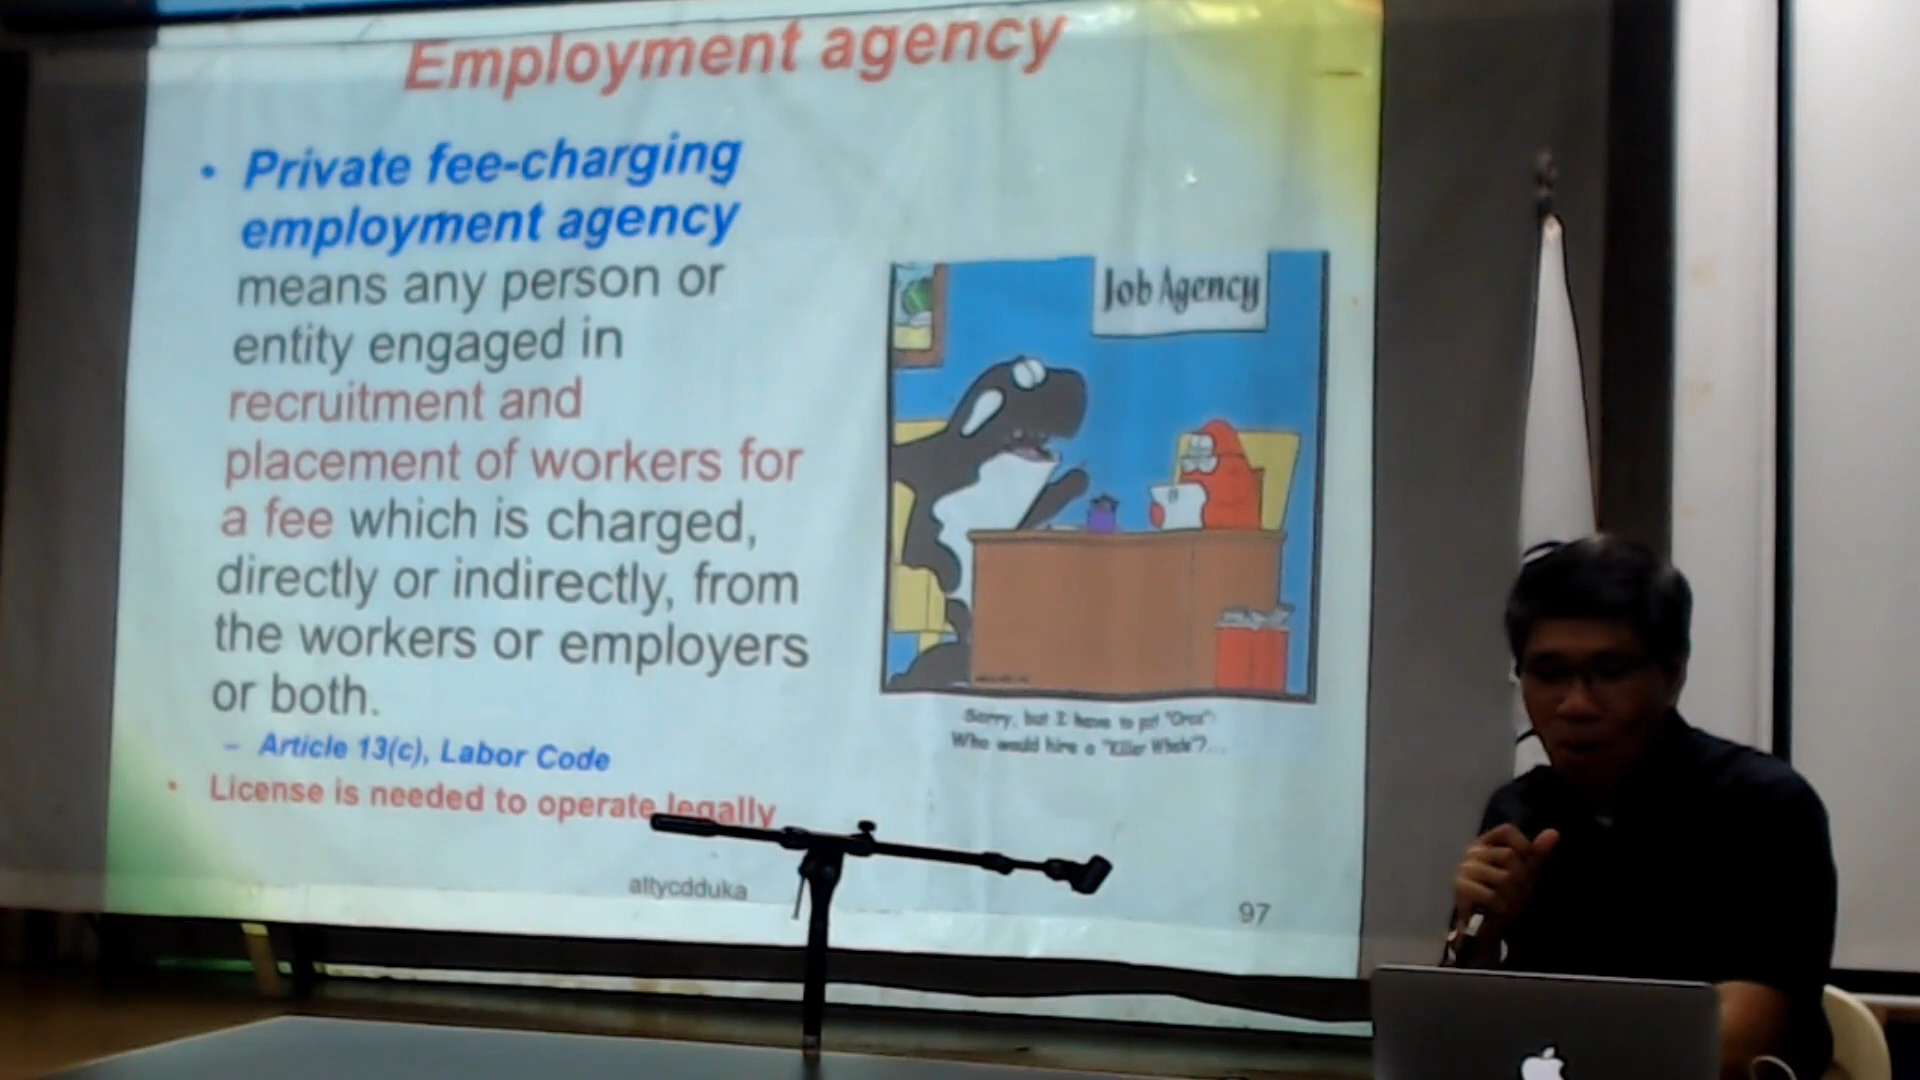 Employment agency
• Private fee-charging
employment agency
means any person or
entity engaged in
recruitment and
placement of workers for
a fee which is charged,
directly or indirectly, from
the workers or employers
or both.
– Article 13(c), Labor Code
• License is needed to operate legally
Job Agency
Sorry, but I have to put "Orca":
Who would hire a "Killer Whale"?...
attycdduka
97